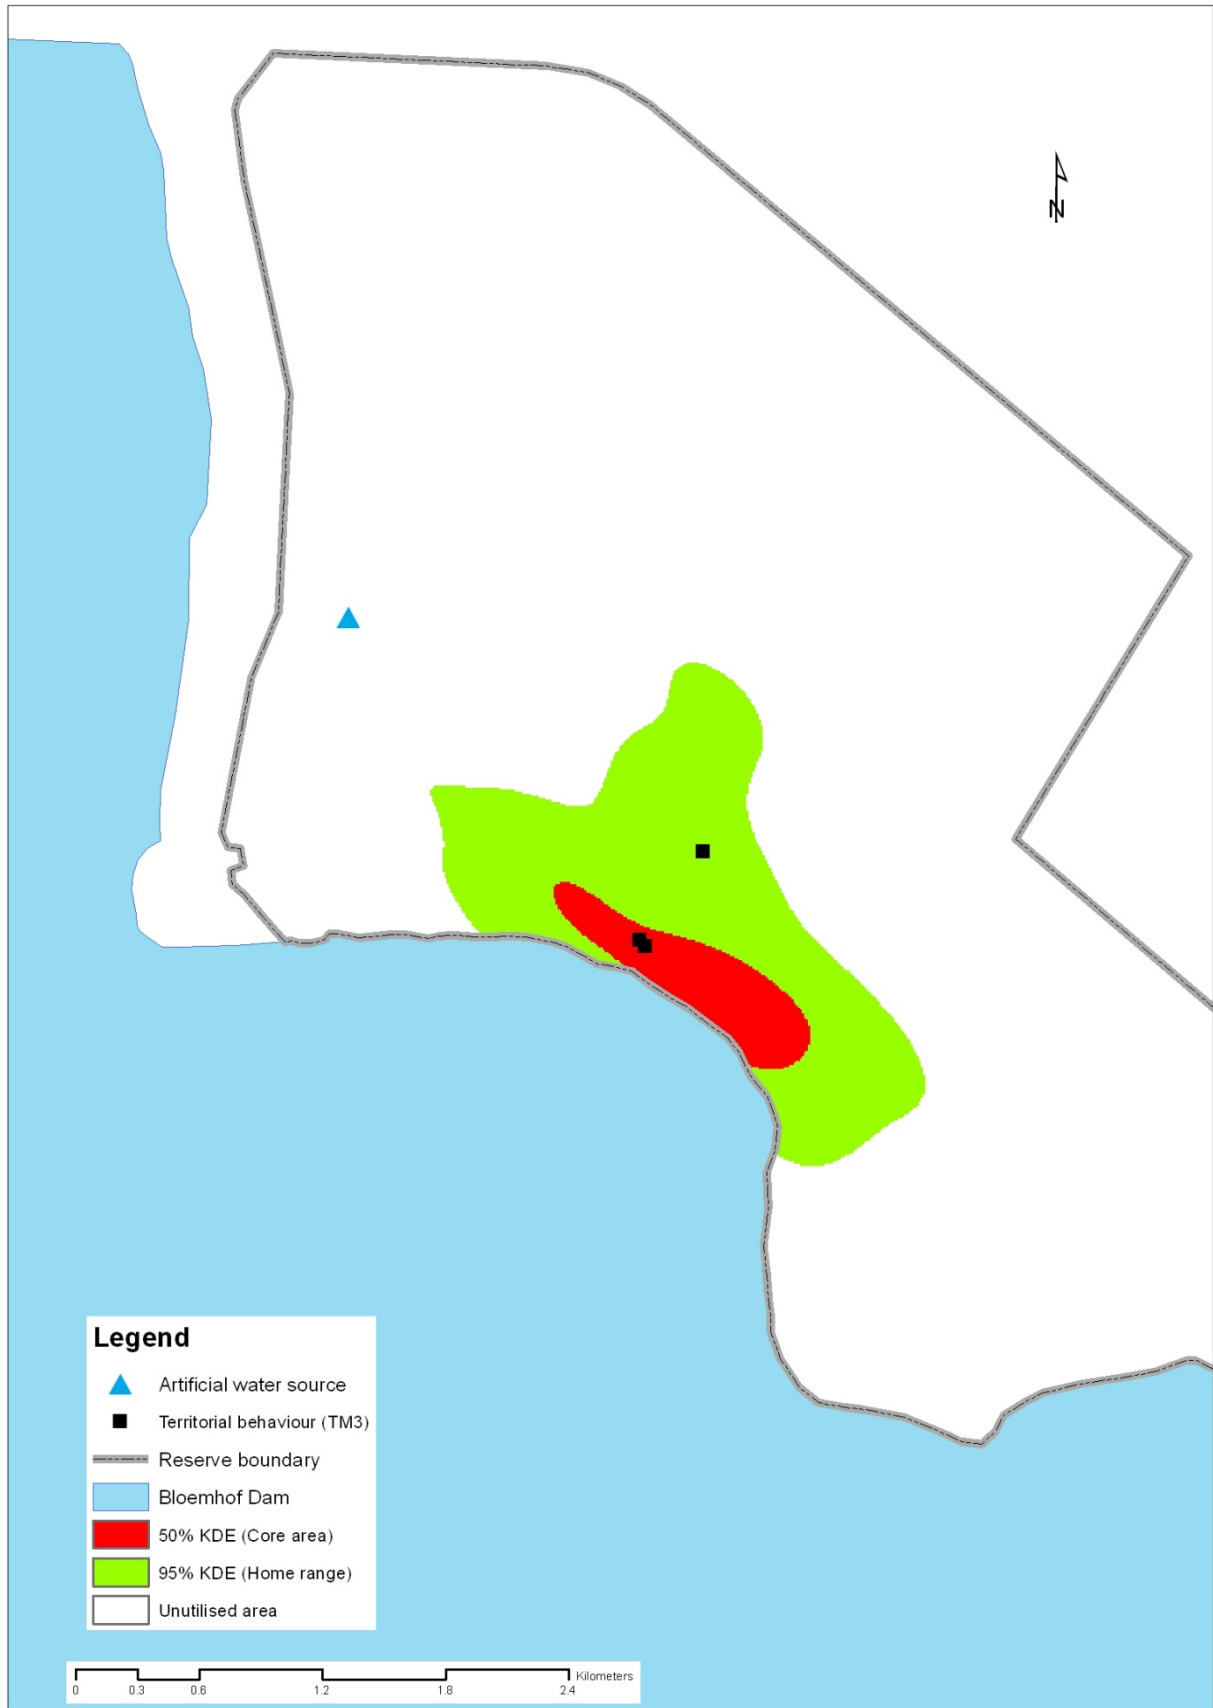 N
Legend
Artificial water source
Territorial behaviour (TM3)
Reserve boundary
Bloemhof Dam
50% KDE (Core area)
95% KDE (Home range)
Unutilised area
Kilometers
0 0.3 0.6 1.2 1.8 2.4